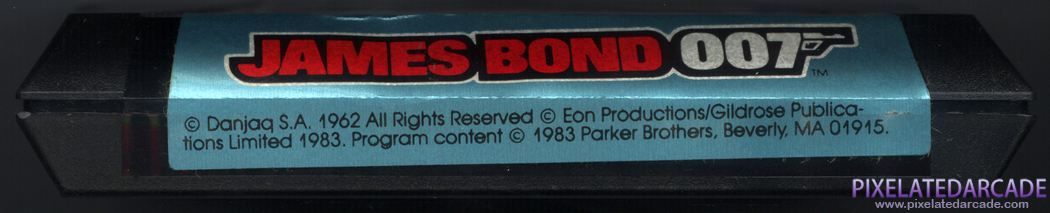 JAMES BOND 007 TM
© Danjaq S.A. 1962 All Rights Reserved © Eon Productions/Gildrose Publica-
tions Limited 1983. Program content © 1983 Parker Brothers, Beverly, MA 01915.
PIXELATEDARCADE
www.pixelatedarcade.com